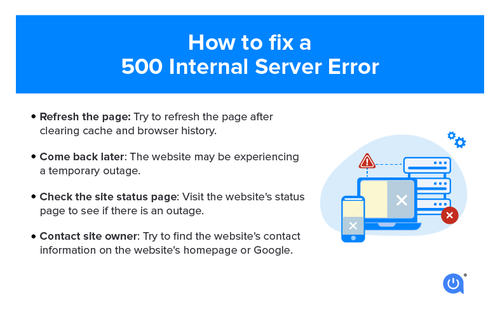 How to fix a
500 Internal Server Error
• Refresh the page: Try to refresh the page after
clearing cache and browser history.
• Come back later: The website may be experiencing
a temporary outage.
• Check the site status page: Visit the website's status
page to see if there is an outage.
• Contact site owner: Try to find the website's contact
information on the website's homepage or Google.